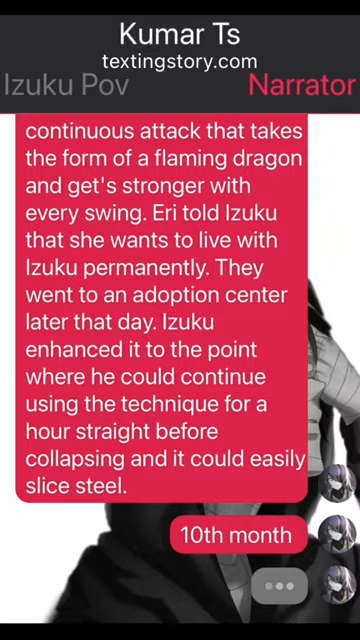 Kumar Ts
textingstory.com
Izuku Pov
Narrator
continuous attack that takes
the form of a flaming dragon
and get's stronger with
every swing. Eri told Izuku
that she wants to live with
Izuku permanently. They
went to an adoption center
later that day. Izuku
enhanced it to the point
where he could continue
using the technique for a
hour straight before
collapsing and it could easily
slice steel.
10th month